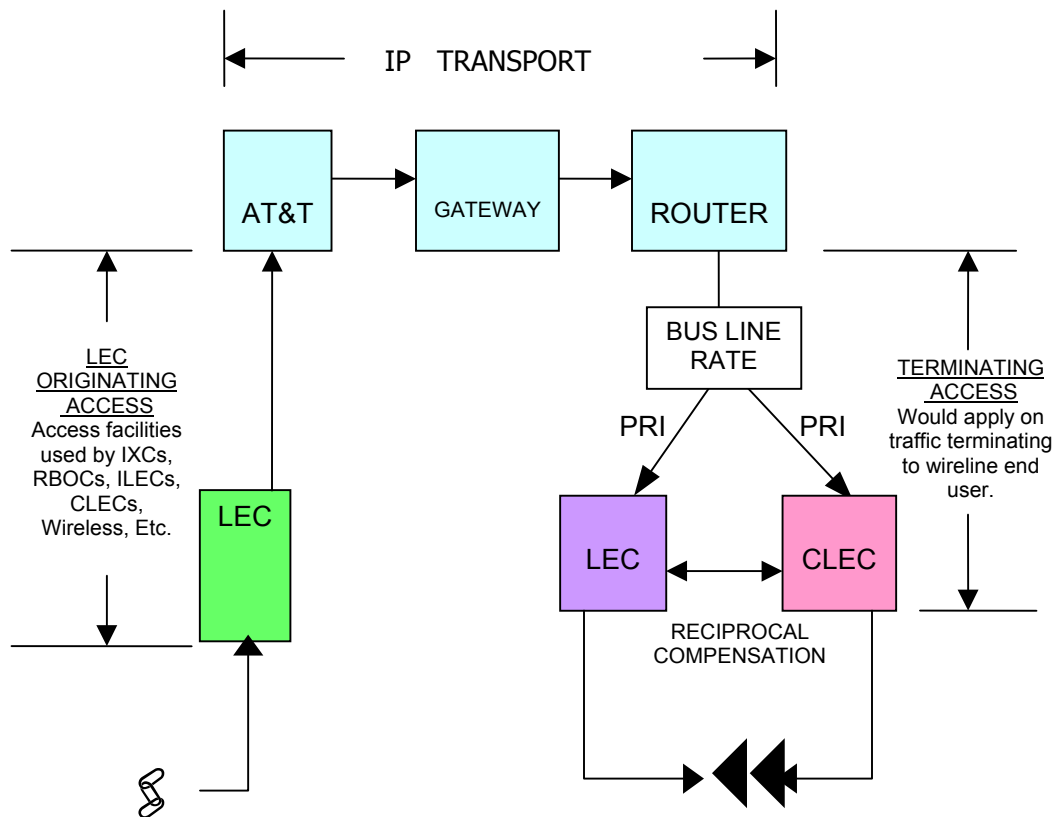 IP TRANSPORT
AT&T
GATEWAY
ROUTER
BUS LINE
RATE
LEC
ORIGINATING
ACCESS
Access facilities
used by IXCs,
RBOCs, ILECs,
CLECs,
Wireless, Etc.
TERMINATING
ACCESS
Would apply on
traffic terminating
to wireline end
user.
PRI
PRI
LEC
LEC
CLEC
RECIPROCAL
COMPENSATION